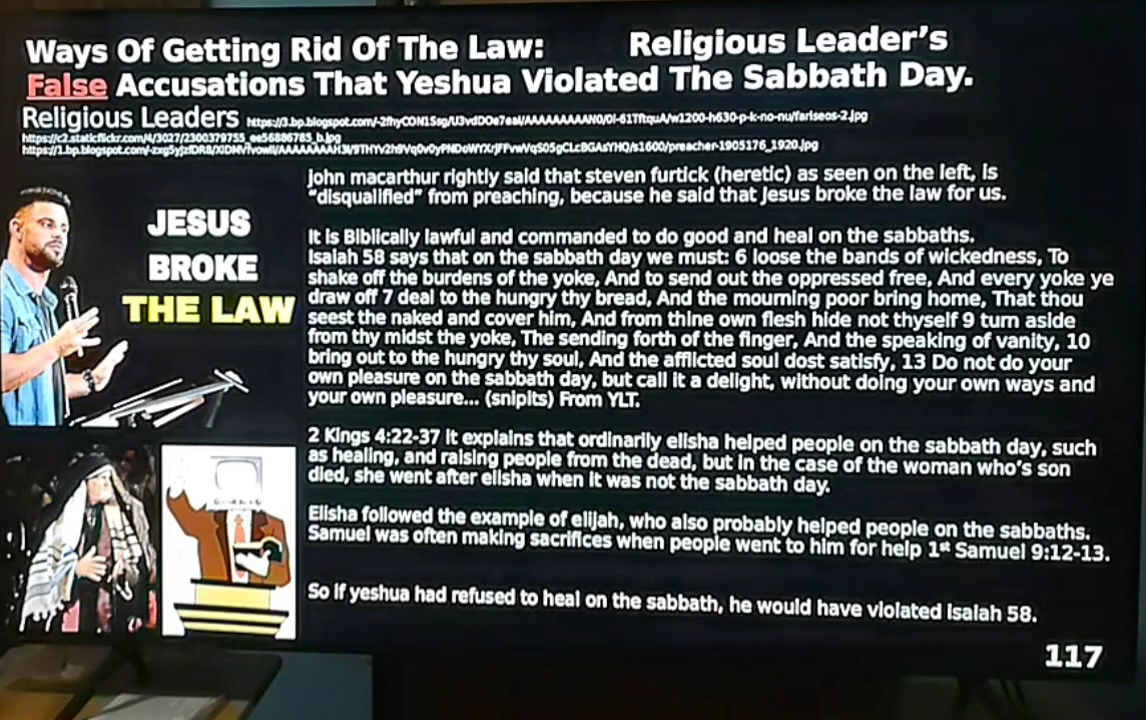 Ways Of Getting Rid Of The Law: Religious Leader's
False Accusations That Yeshua Violated The Sabbath Day.
Religious Leaders
JESUS
BROKE
THE LAW
john macarthur rightly said that steven furtick (heretic) as seen on the left, is
"disqualified" from preaching, because he said that Jesus broke the law for us.
It is Biblically lawful and commanded to do good and heal on the sabbaths.
Isaiah 58 says that on the sabbath day we must: 6 loose the bands of wickedness, To
shake off the burdens of the yoke, And to send out the oppressed free, And every yoke ye
draw off 7 deal to the hungry thy bread, And the mourning poor bring home, That thou
seest the naked and cover him, And from thine own flesh hide not thyself 9 turn aside
from thy midst the yoke, The sending forth of the finger, And the speaking of vanity, 10
bring out to the hungry thy soul, And the afflicted soul dost satisfy, 13 Do not do your
own pleasure on the sabbath day, but call it a delight, without doing your own ways and
your own pleasure... (snipits) From YLT.
2 Kings 4:22-37 it explains that ordinarily elisha helped people on the sabbath day, such
as healing, and raising people from the dead, but in the case of the woman who's son
died, she went after elisha when it was not the sabbath day.
Elisha followed the example of elijah, who also probably helped people on the sabbaths.
Samuel was often making sacrifices when people went to him for help 1st Samuel 9:12-13.
So if yeshua had refused to heal on the sabbath, he would have violated isaiah 58.
117